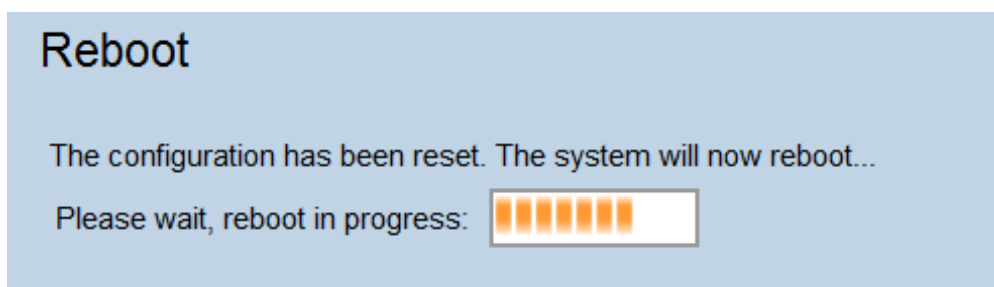 Reboot
The configuration has been reset. The system will now reboot...
Please wait, reboot in progress: